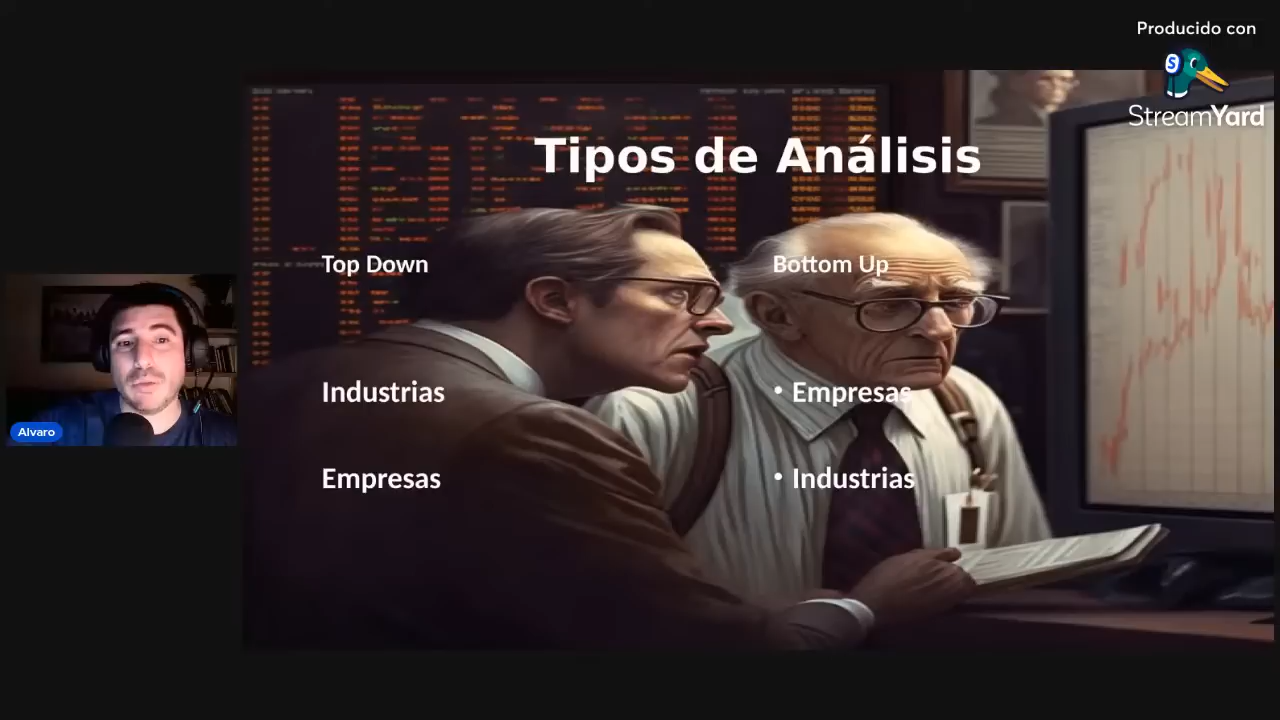 Producido con
StreamYard
Tipos de Análisis
Top Down
Industrias
Empresas
Bottom Up
• Empresas
• Industrias
Alvaro